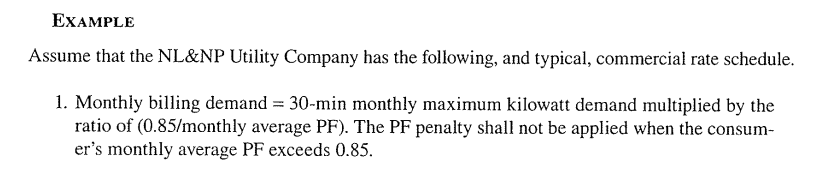 EXAMPLE
Assume that the NL&NP Utility Company has the following, and typical, commercial rate schedule.
1. Monthly billing demand = 30-min monthly maximum kilowatt demand multiplied by the
ratio of (0.85/monthly average PF). The PF penalty shall not be applied when the consum-
er's monthly average PF exceeds 0.85.